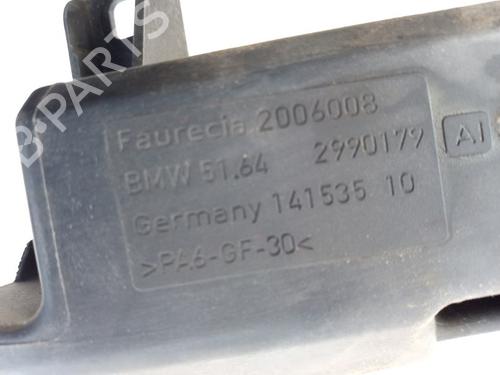 B-PARTS
Faurecia 2006008
BMW 51.64 2990179 AI
Germany 141535 10
>PA6-GF-30<